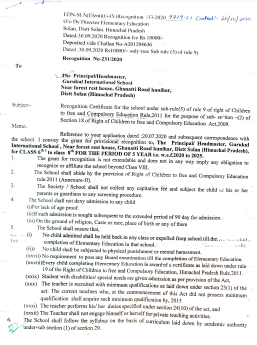 EDN-SLN(Elem)G-IV (Recognition /13-2020 9219-21 Dated- 20/10/2020
O/o Dy Director Elementary Education
Solan, Distt Solan. Himachal Pradesh
Dated 30.09.2020 Recognition fee Rs 10000/-
Deposited vide Challan No-A201206636
Dated 30.09.2020 Rs10000/- only (see Sub rule (5) of rule 9)
Recognition No-231/2020
To
The Principal/Headmaster,
Gurukul International School
Near forest rest house, Ghanatti Road kunihar,
Distt Solan (Himachal Pradesh)
Subject:- Recognition Certificate for the school under sub-rule(5) of rule 9 of right of Children
to free and Compulsory Education Rule,2011 for the purpose of sub-section -(2) of
Section 18 of Right of Children to free and Compulsory Education Act,2009.
Memo.
Reference to your application dated :20.07.2020 and subsequent correspondence with
the school. I convey the grant for provisional recognition to, The Principal/ Headmaster, Gurukul
International School , Near forest rest house, Ghanatti Road kunihar, Distt Solan (Himachal Pradesh),
for CLASS 6th to class 8th FOR THE PERIOD OF 5 YEAR i.e. w.e.f.2020 to 2025.
1. The grant for recognition is not extendable and does not in any way imply any obligation to
recognize or affiliate the school beyond Class VIII.
2. The School shall abide by the provision of Right of Children to free and Compulsory Education
rule 2011 (Annexure-II).
3. The Society / School shall not collect any capitation fee and subject the child or his or her
parents or guardians to any screening procedure.
4. The School shall not deny admission to any child
(i) for lack of age proof.
(ii) if such admission is sought subsequent to the extended period of 90 day for admission.
(iii) On the ground of religion, Caste or race, place of birth or any of them
5. The School shall ensure that,
(i) No child admitted shall be held back in any class or expelled from school till the
completion of Elementary Education in that school.
(ii) No child shall be subjected to physical punishment or mental harassment.
No requirement to pass any Board Examination till the completion of Elementary Education.
Every child completing Elementary Education is awarded a certificate as laid down under rule
19 of the Right of Children to free and Compulsory Education, Himachal Pradesh Rule.2011.
Student with disabilities/ special needs are given admission as per provision of the Act.
The teacher is recruited with minimum qualifications as laid down under section 23(1) of the
act. The current teachers who, at the commencement of this Act did not possess minimum
qualification shall acquire such minimum qualification by, 2015
The teacher performs his/ her duties specified under section 24(10) of the act, and
The Teacher shall not engage himself or herself for private teaching activities.
6. The School shall follow the syllabus on the basis of curriculum laid down by academic authority
under-sub section (1) of section 29.